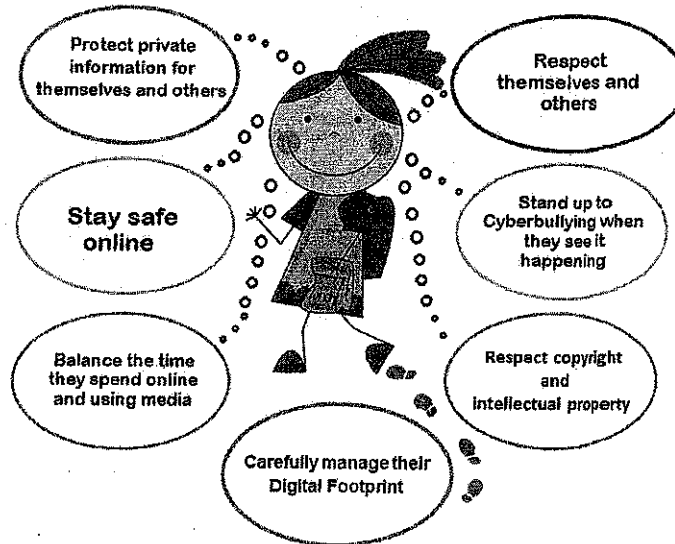 Protect private
information for
themselves and others
Respect
themselves and
others
Stay safe
online
Stand up to
Cyberbullying when
they see it
happening
Balance the time
they spend online
and using media
Respect copyright
and
intellectual property
Carefully manage their
Digital Footprint